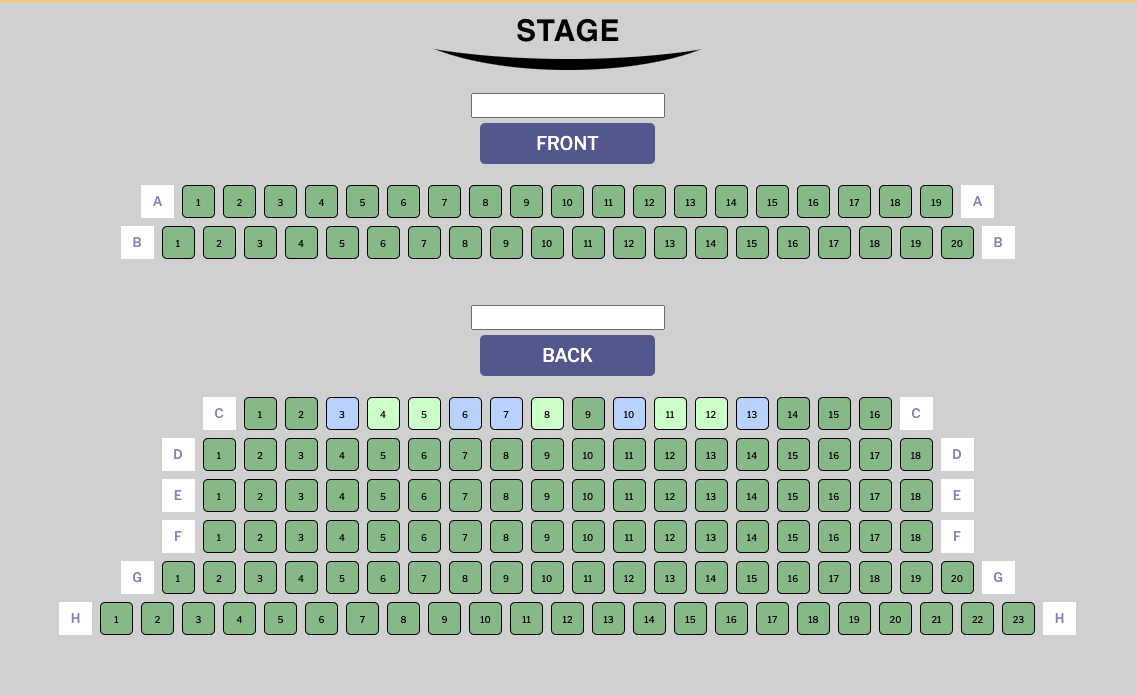 STAGE
FRONT
A 1 2 3 4 5 6 7 8 9 10 11 12 13 14 15 16 17 18 19 A
B 1 2 3 4 5 6 7 8 9 10 11 12 13 14 15 16 17 18 19 20 B
BACK
C 1 2 3 4 5 6 7 8 9 10 11 12 13 14 15 16 C
D 1 2 3 4 5 6 7 8 9 10 11 12 13 14 15 16 17 18 D
E 1 2 3 4 5 6 7 8 9 10 11 12 13 14 15 16 17 18 E
F 1 2 3 4 5 6 7 8 9 10 11 12 13 14 15 16 17 18 F
G 1 2 3 4 5 6 7 8 9 10 11 12 13 14 15 16 17 18 19 20 G
H 1 2 3 4 5 6 7 8 9 10 11 12 13 14 15 16 17 18 19 20 21 22 23 H